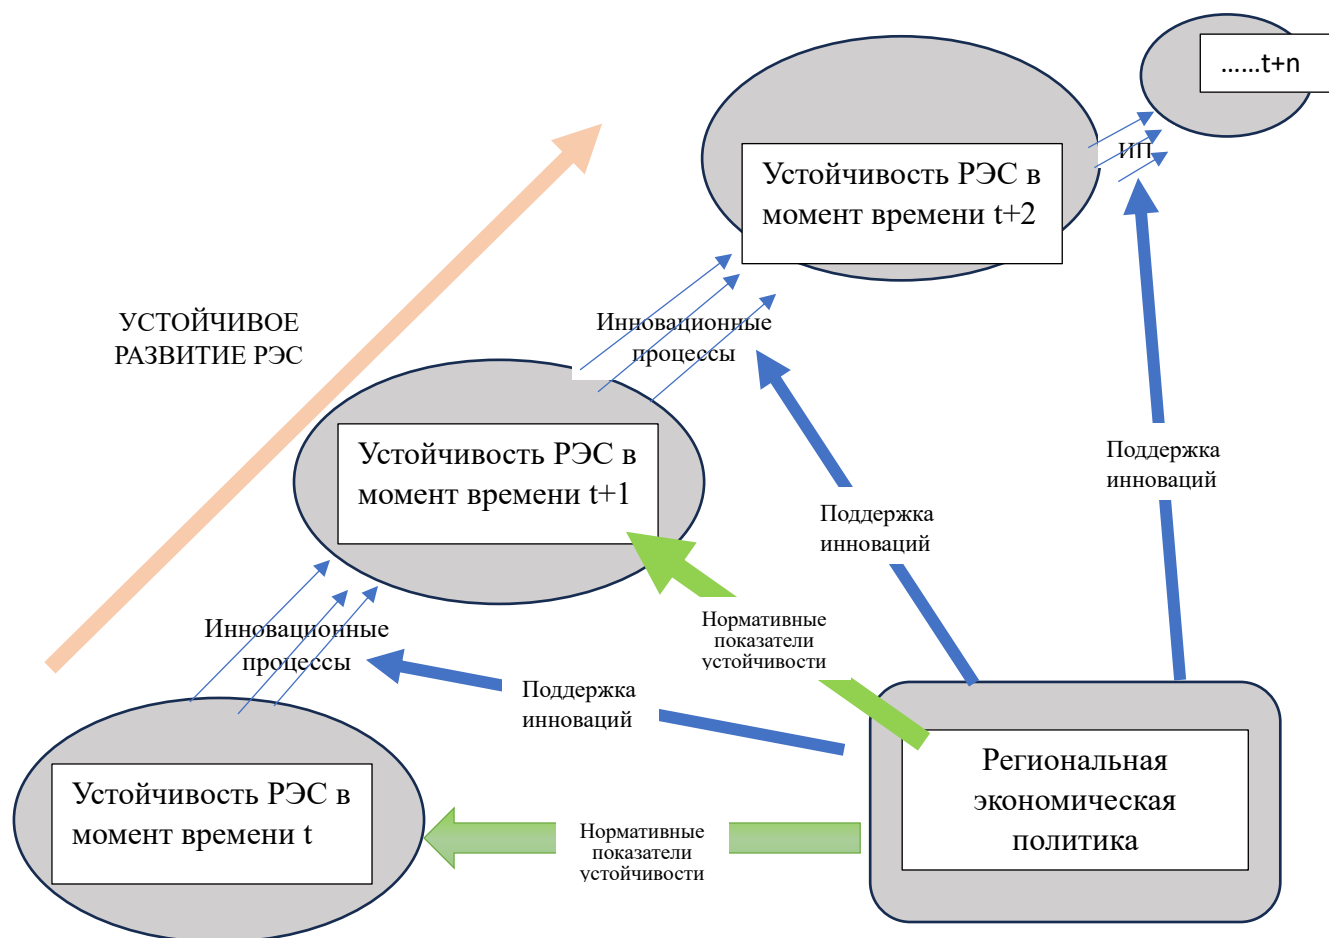 ……t+n
ИП
Устойчивость РЭС в
момент времени t+2
УСТОЙЧИВОЕ
РАЗВИТИЕ РЭС
Инновационные
процессы
Устойчивость РЭС в
момент времени t+1
Поддержка
инноваций
Поддержка
инноваций
Инновационные
процессы
Нормативные
показатели
устойчивости
Поддержка
инноваций
Устойчивость РЭС в
момент времени t
Нормативные
показатели
устойчивости
Региональная
экономическая
политика